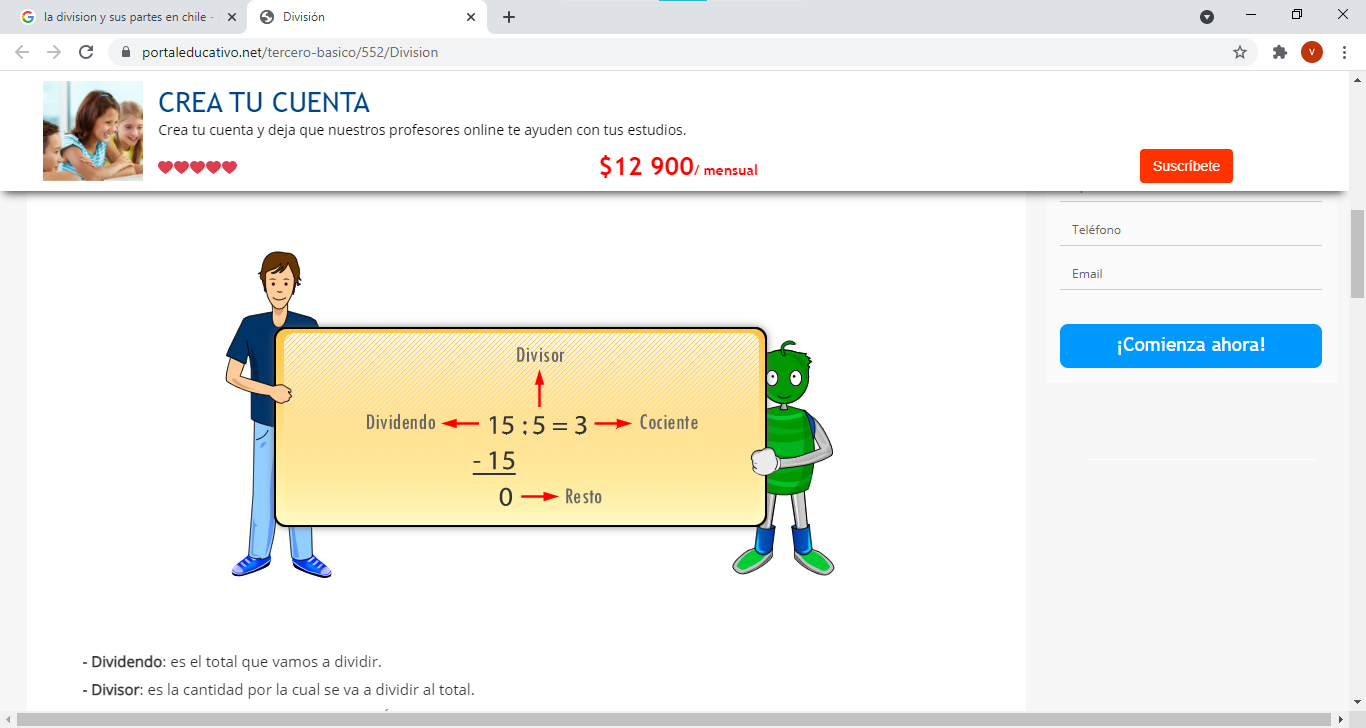 la division y sus partes en chile -
División
portaleducativo.net/tercero-basico/552/Division
V
CREA TU CUENTA
Crea tu cuenta y deja que nuestros profesores online te ayuden con tus estudios.
$12 900/ mensual
Suscríbete
Teléfono
Email
¡Comienza ahora!
Divisor
Dividendo 15 : 5 = 3 Cociente
- 15
0 Resto
- Dividendo: es el total que vamos a dividir.
- Divisor: es la cantidad por la cual se va a dividir al total.